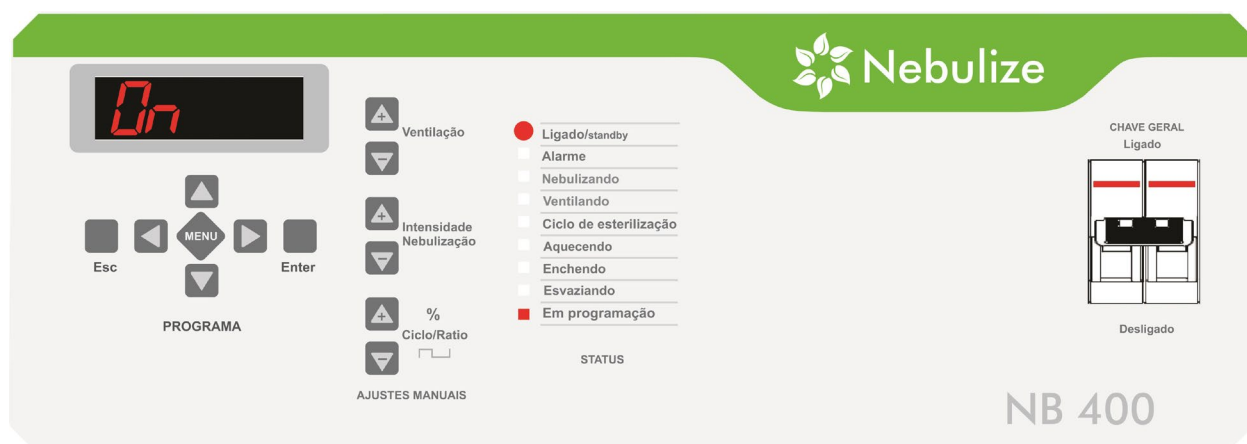 Nebulize
On
Ventilação
Intensidade
Nebulização
%
Ciclo/Ratio
AJUSTES MANUAIS
Esc
MENU
Enter
PROGRAMA
Ligado/standby
Alarme
Nebulizando
Ventilando
Ciclo de esterilização
Aquecendo
Enchendo
Esvaziando
Em programação
STATUS
CHAVE GERAL
Ligado
Desligado
NB 400